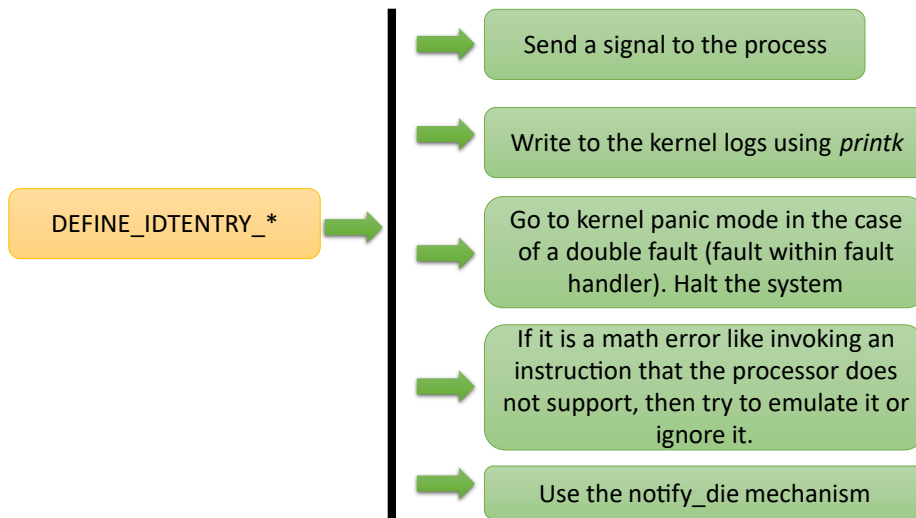 Send a signal to the process
Write to the kernel logs using printk
DEFINE_IDTENTRY_*
Go to kernel panic mode in the case
of a double fault (fault within fault
handler). Halt the system
If it is a math error like invoking an
instruction that the processor does
not support, then try to emulate it or
ignore it.
Use the notify_die mechanism